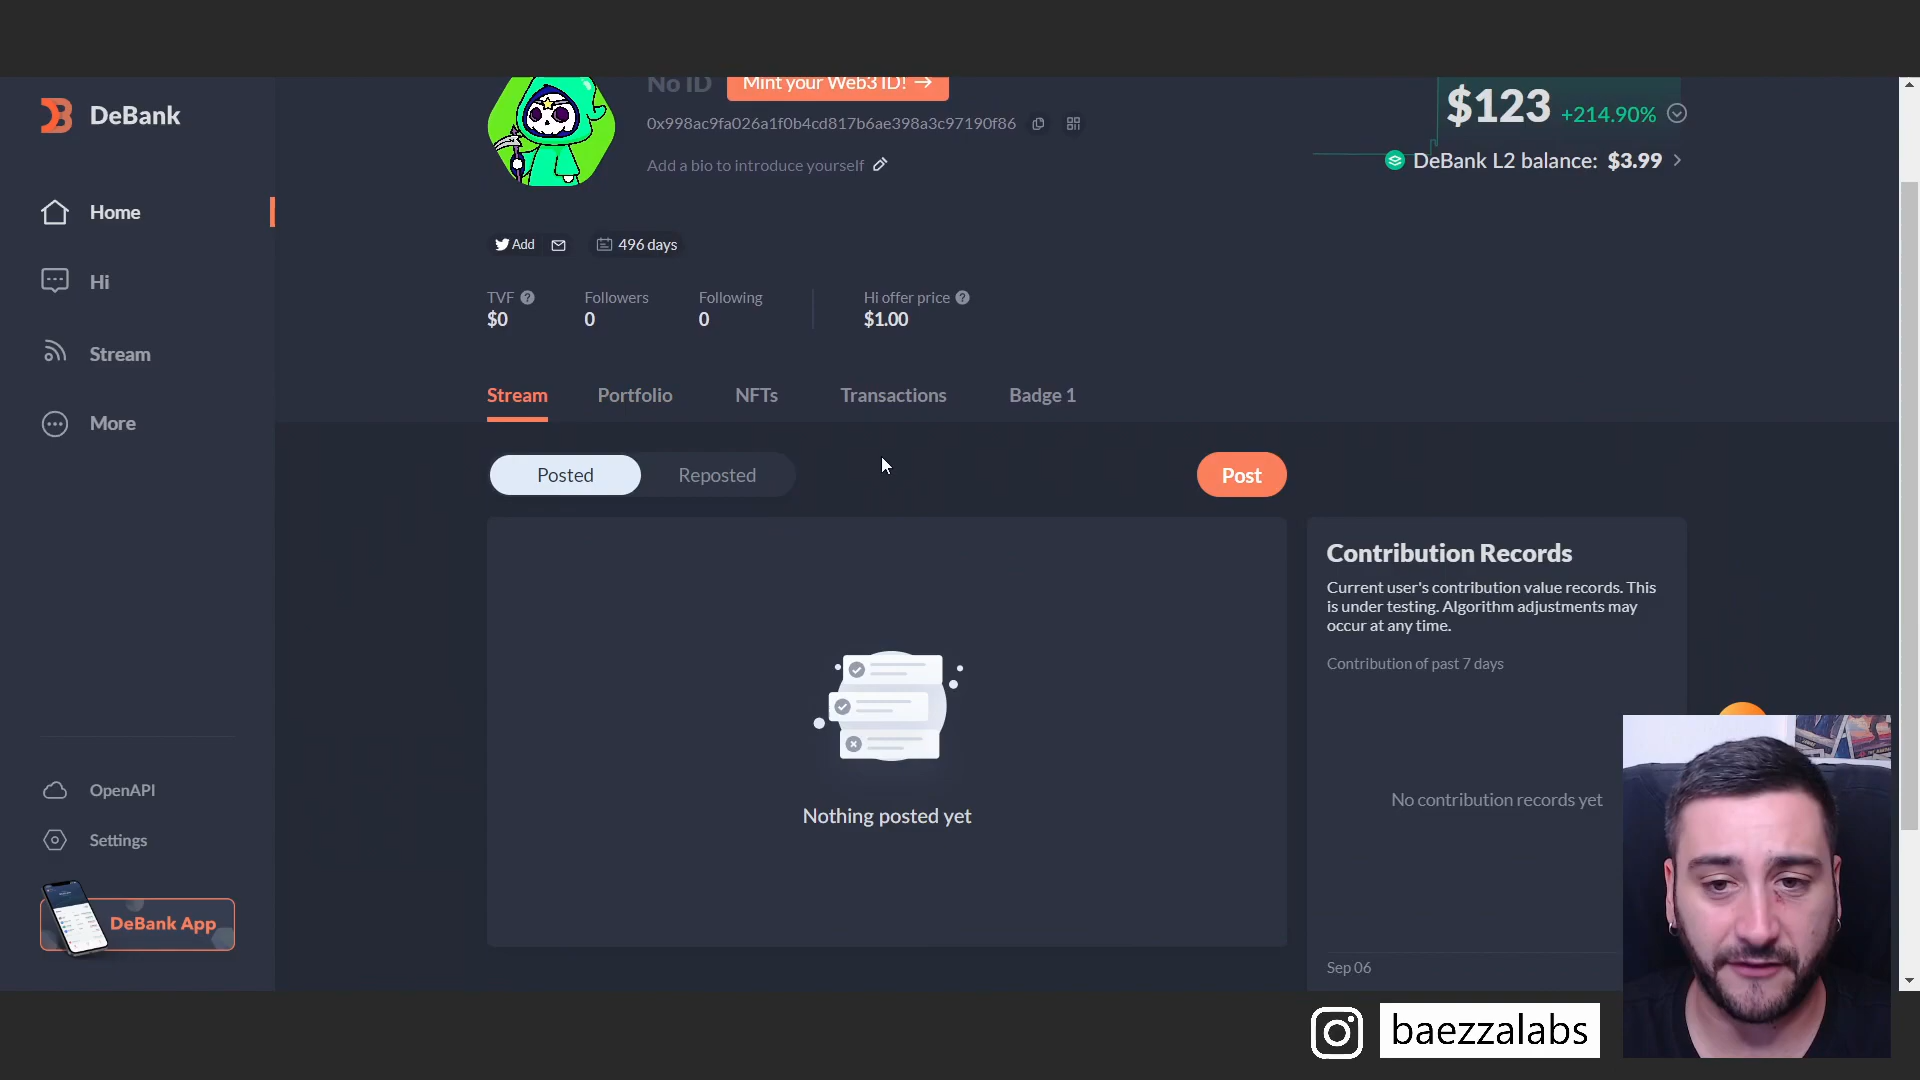 DeBank
Home
Hi
Stream
More
OpenAPI
Settings
DeBank App
No ID
Mint your Web3 ID! →
0x998ac9fa026a1f0b4cd817b6ae398a3c97190f86
Add a bio to introduce yourself
$123 +214.90%
DeBank L2 balance: $3.99
Add
496 days
TVF
Followers
Following
Hi offer price
$0
0
0
$1.00
Stream
Portfolio
NFTs
Transactions
Badge 1
Posted
Reposted
Post
Nothing posted yet
Contribution Records
Current user's contribution value records. This
is under testing. Algorithm adjustments may
occur at any time.
Contribution of past 7 days
No contribution records yet
Sep 06
baezzalabs